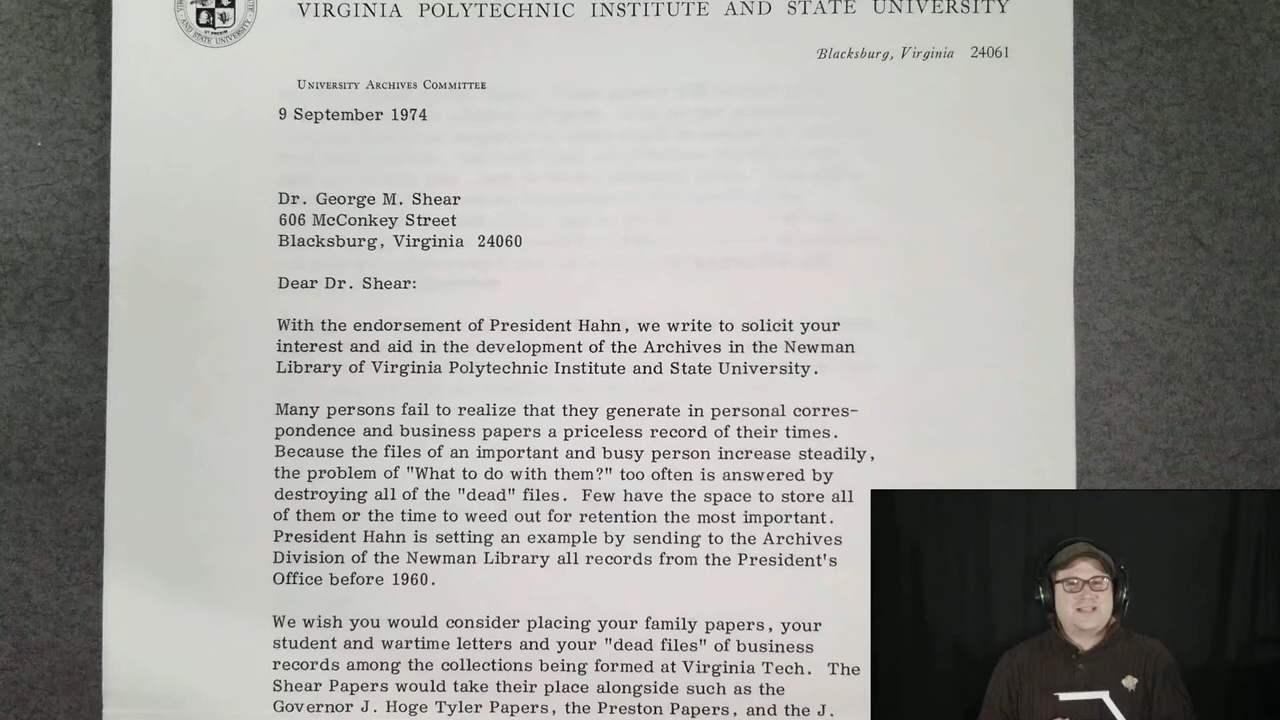 VIRGINIA POLYTECHNIC INSTITUTE AND STATE UNIVERSITY
AND STATE UNIVERSITY
Blacksburg, Virginia 24061
UNIVERSITY ARCHIVES COMMITTEE
9 September 1974
Dr. George M. Shear
606 McConkey Street
Blacksburg, Virginia 24060
Dear Dr. Shear:
With the endorsement of President Hahn, we write to solicit your
interest and aid in the development of the Archives in the Newman
Library of Virginia Polytechnic Institute and State University.
Many persons fail to realize that they generate in personal corres-
pondence and business papers a priceless record of their times.
Because the files of an important and busy person increase steadily,
the problem of "What to do with them?" too often is answered by
destroying all of the "dead" files. Few have the space to store all
of them or the time to weed out for retention the most important.
President Hahn is setting an example by sending to the Archives
Division of the Newman Library all records from the President's
Office before 1960.
We wish you would consider placing your family papers, your
student and wartime letters and your "dead files" of business
records among the collections being formed at Virginia Tech. The
Shear Papers would take their place alongside such as the
Governor J. Hoge Tyler Papers, the Preston Papers, and the J.